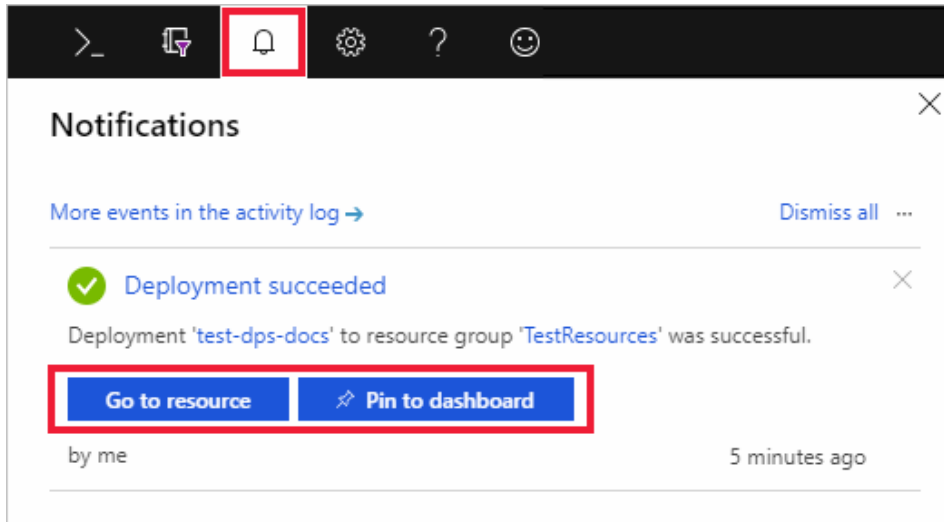 Notifications
More events in the activity log →
Dismiss all ...
Deployment succeeded
Deployment 'test-dps-docs' to resource group 'TestResources' was successful.
Go to resource
Pin to dashboard
by me
5 minutes ago